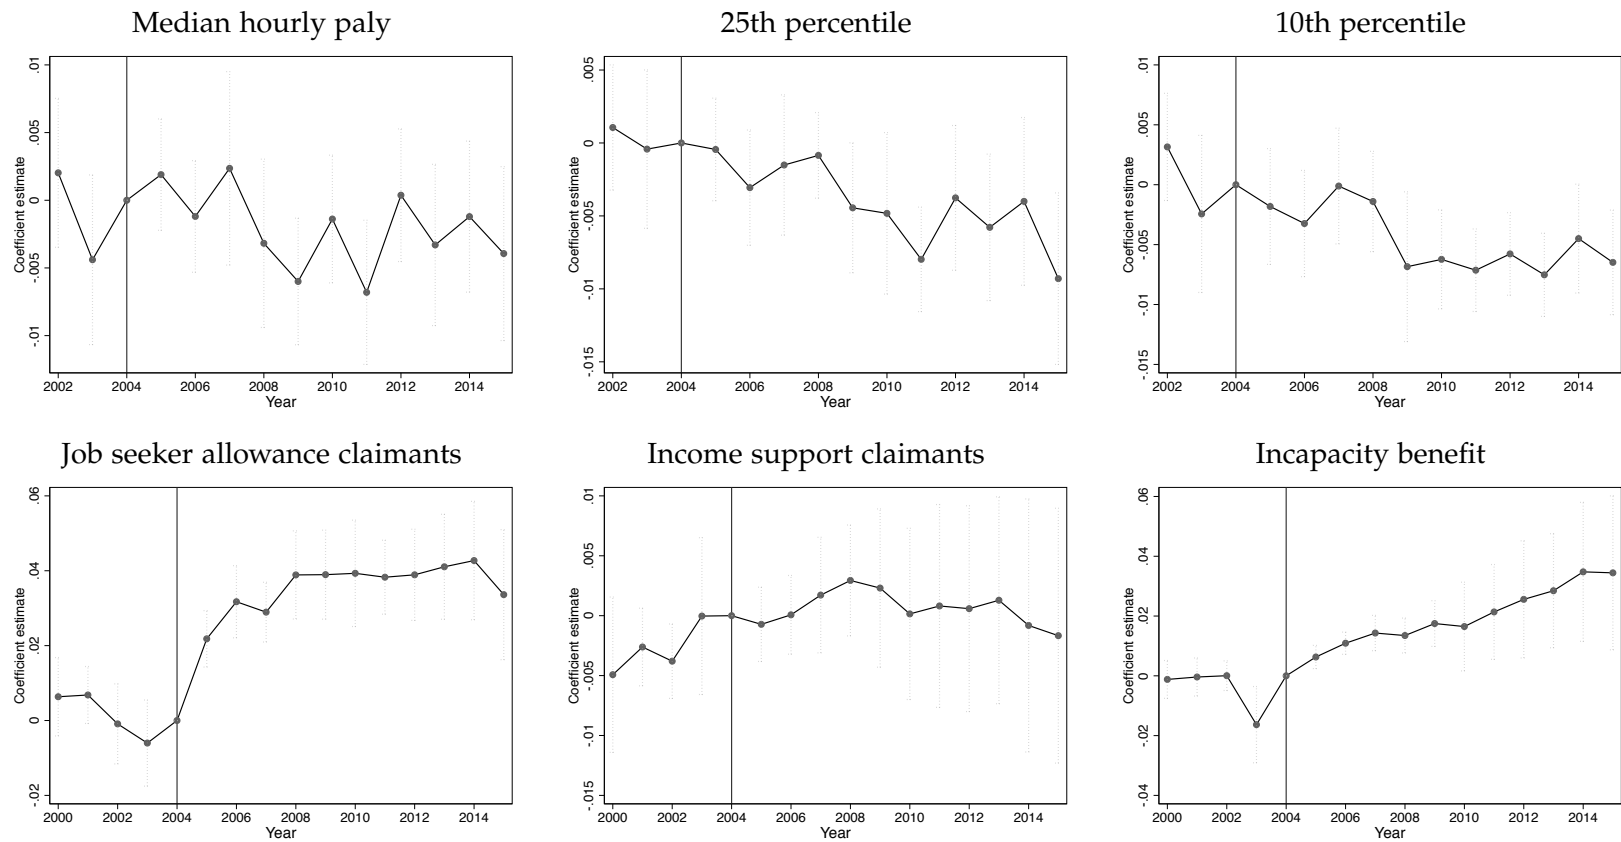 Median hourly paly
25th percentile
10th percentile
.01
.005
0
-.005
-.01
Coefficient estimate
2002 2004 2006 2008 2010 2012 2014
Year
.005
0
-.005
-.01
-.015
Coefficient estimate
2002 2004 2006 2008 2010 2012 2014
Year
.01
.005
0
-.005
-.01
-.015
Coefficient estimate
2002 2004 2006 2008 2010 2012 2014
Year
Job seeker allowance claimants
Income support claimants
Incapacity benefit
.06
.04
.02
0
-.02
Coefficient estimate
2000 2002 2004 2006 2008 2010 2012 2014
Year
.01
.005
0
-.005
-.01
-.015
Coefficient estimate
2000 2002 2004 2006 2008 2010 2012 2014
Year
.06
.04
.02
0
-.02
-.04
Coefficient estimate
2000 2002 2004 2006 2008 2010 2012 2014
Year